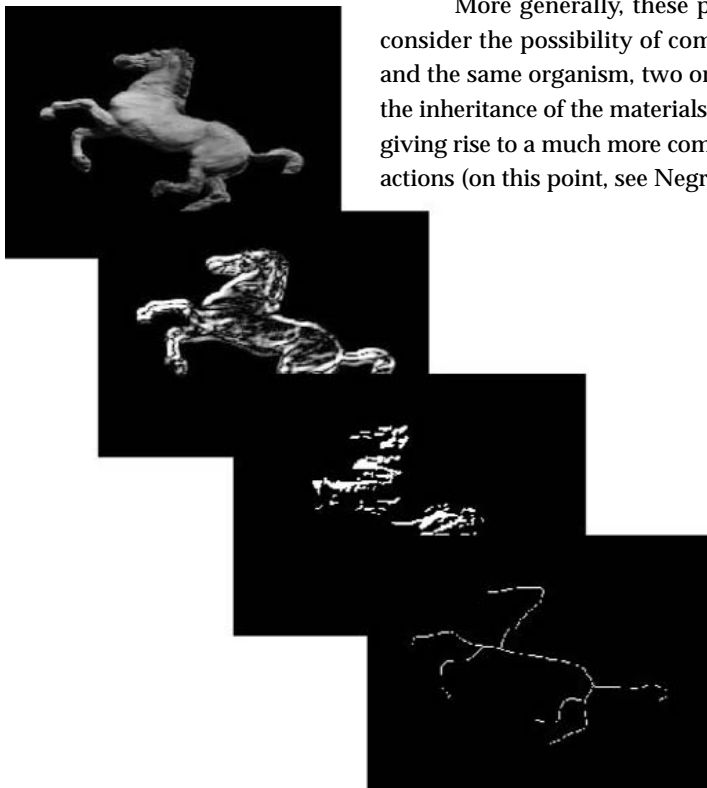 More generally, these p
consider the possibility of com
and the same organism, two or
the inheritance of the materials
giving rise to a much more com
actions (on this point, see Negr